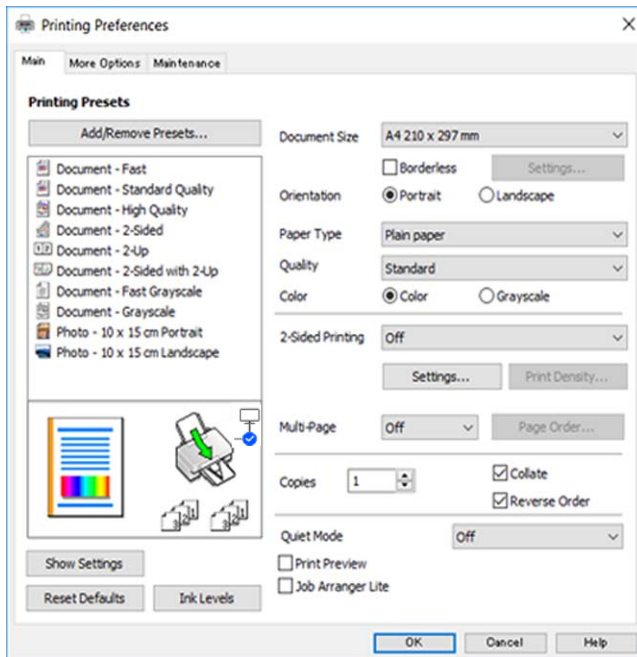 Printing Preferences
Main More Options Maintenance
Printing Presets
Add/Remove Presets...
Document - Fast
Document - Standard Quality
Document - High Quality
Document - 2-Sided
Document - 2-Up
Document - 2-Sided with 2-Up
Document - Fast Grayscale
Document - Grayscale
Photo - 10 x 15 cm Portrait
Photo - 10 x 15 cm Landscape
Show Settings
Reset Defaults Ink Levels
Document Size A4 210 x 297 mm
Borderless Settings...
Orientation Portrait Landscape
Paper Type Plain paper
Quality Standard
Color Color Grayscale
2-Sided Printing Off
Settings... Print Density...
Multi-Page Off Page Order...
Copies 1 Collate
Reverse Order
Quiet Mode Off
Print Preview
Job Arranger Lite
OK Cancel Help